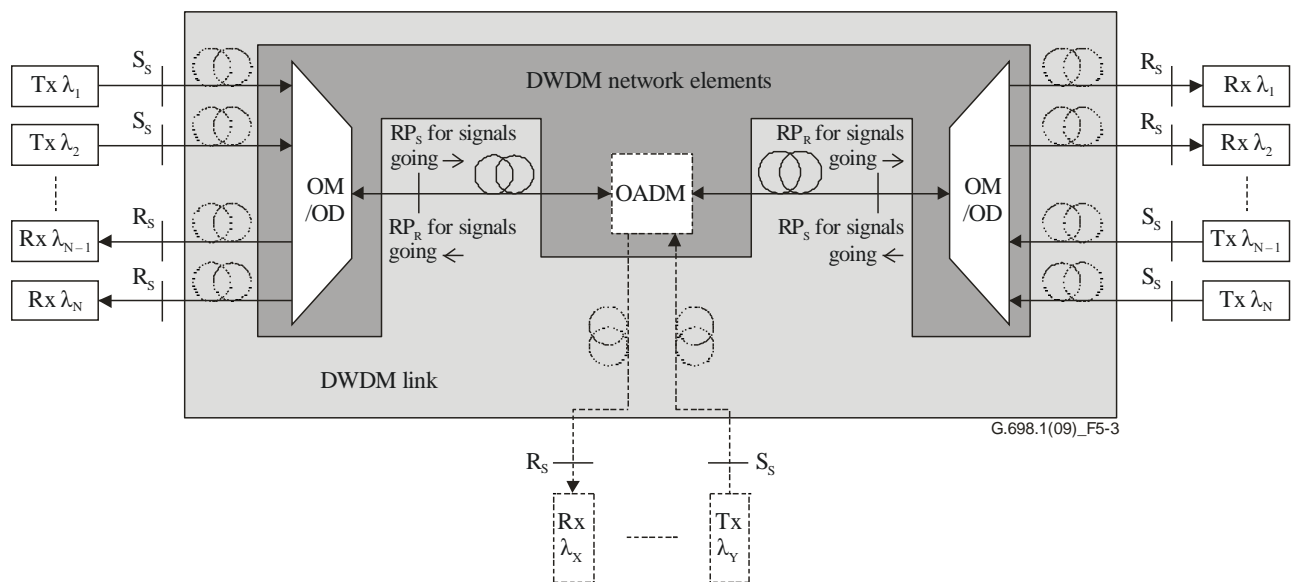 DWDM network elements
S_S
Tx λ_1
S_S
Tx λ_2
R_S
Rx λ_{N−1}
R_S
Rx λ_N
OM
/OD
RP_S for signals
going →
RP_R for signals
going ←
OADM
RP_R for signals
going →
RP_S for signals
going ←
OM
/OD
R_S
Rx λ_1
R_S
Rx λ_2
S_S
Tx λ_{N−1}
S_S
Tx λ_N
DWDM link
G.698.1(09)_F5-3
R_S
S_S
Rx
λ_X
Tx
λ_Y